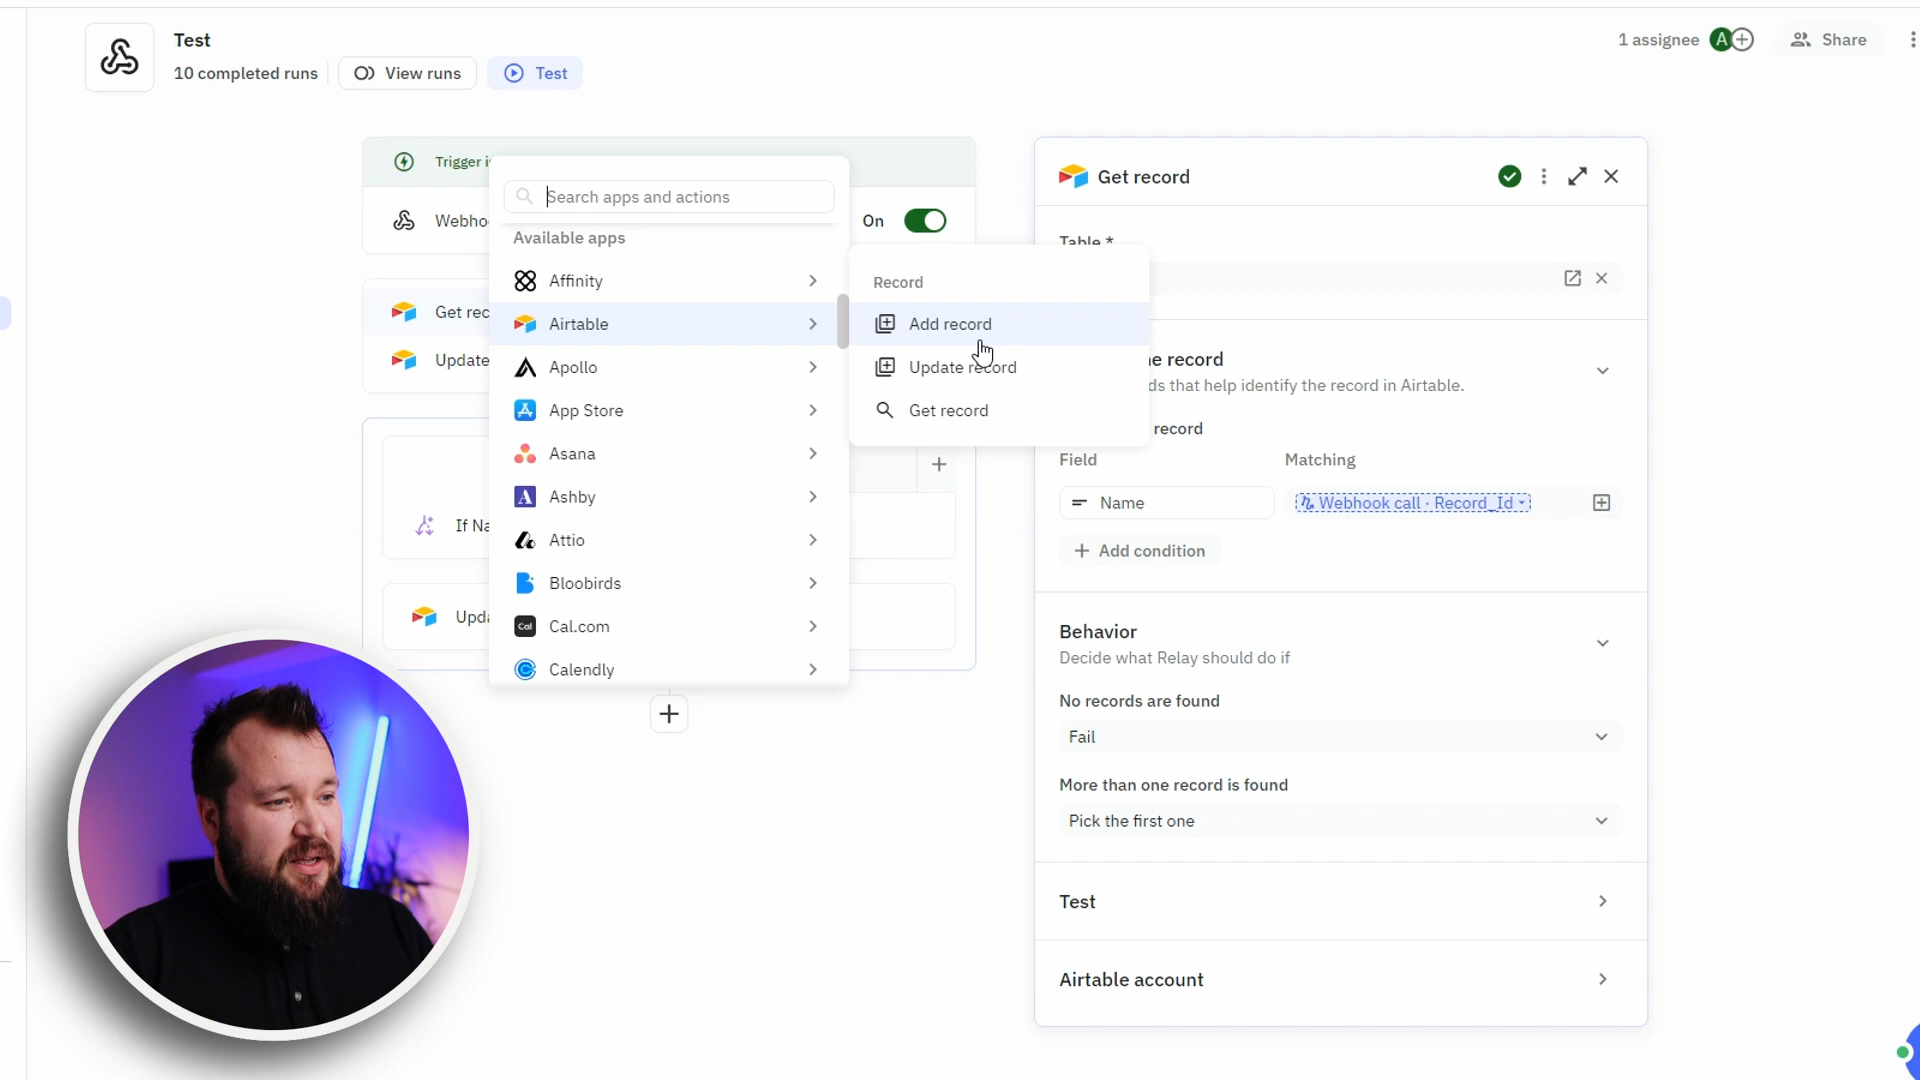 Test
10 completed runs
View runs
Test
1 assignee
A
Share
Trigger i
Webho
On
Get rec
Update
If Na
Upda
Search apps and actions
Available apps
Affinity
Airtable
Apollo
App Store
Asana
Ashby
Attio
Bloobirds
Cal.com
Calendly
Record
Add record
Update record
Get record
Get record
Table *
e record
ds that help identify the record in Airtable.
record
Field
Matching
Name
Webhook call · Record_Id
Add condition
Behavior
Decide what Relay should do if
No records are found
Fail
More than one record is found
Pick the first one
Test
Airtable account